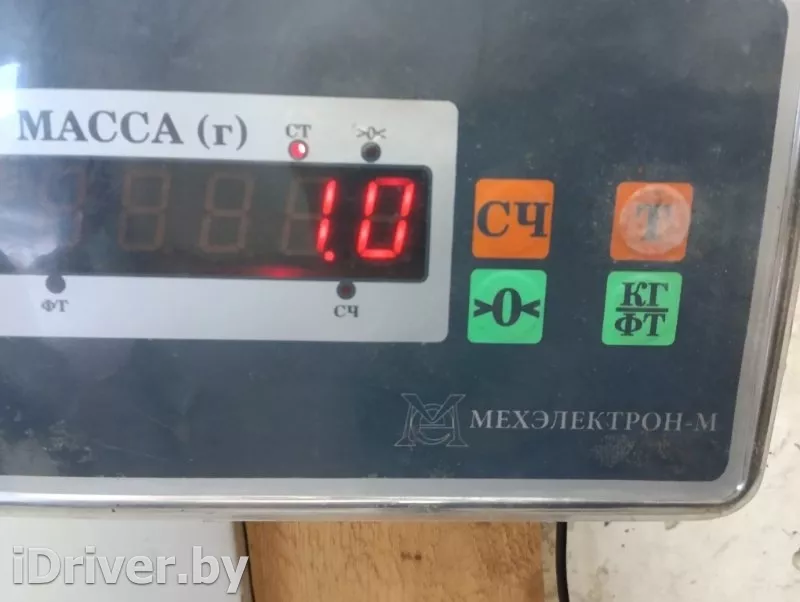 МАССА (г)
СТ >0<
1.0
ФТ СЧ
СЧ Т
>0< КГ
ФТ
МЕХЭЛЕКТРОН-М
iDriver.by